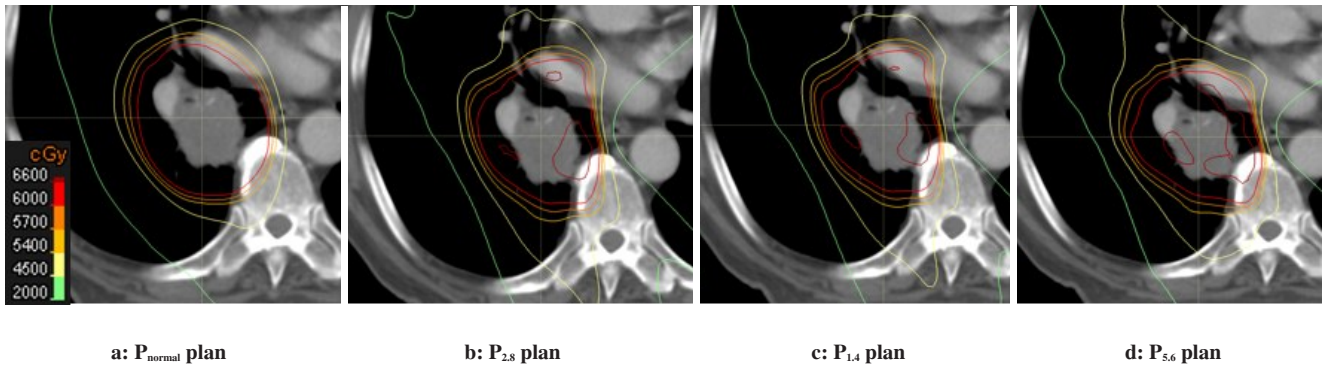 cGy
6600
6000
5700
5400
4500
2000
a: Pnormal plan
b: P2.8 plan
c: P1.4 plan
d: P5.6 plan